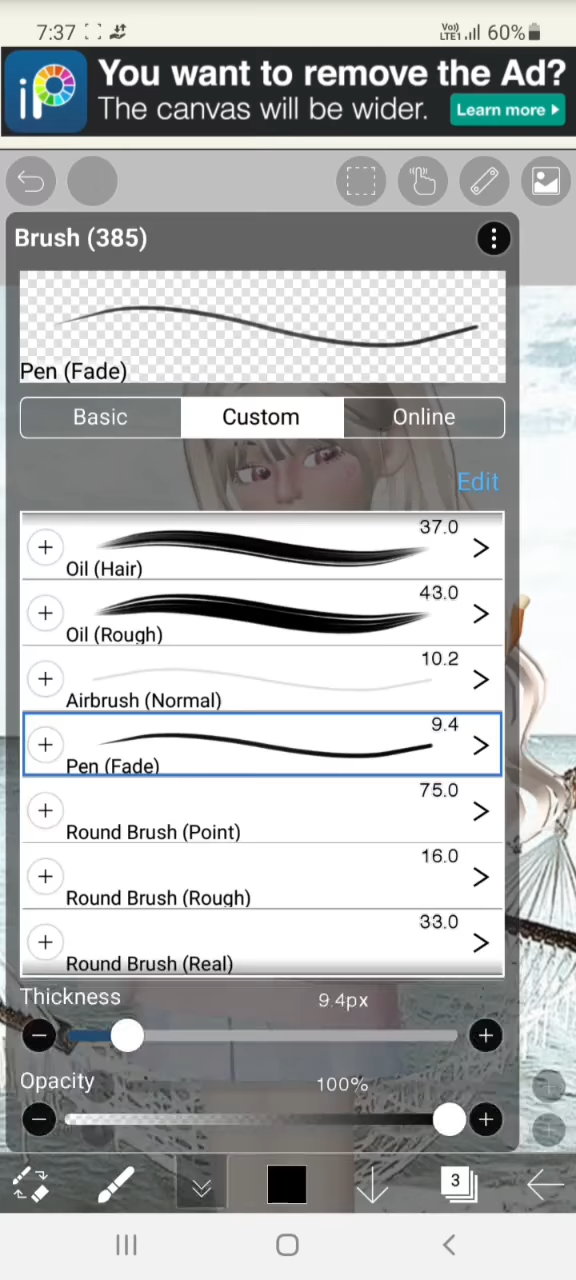 7:37
Vo))
LTE1
60%
iP
You want to remove the Ad?
The canvas will be wider.
Learn more
Brush (385)
Pen (Fade)
Basic
Custom
Online
Edit
37.0
Oil (Hair)
43.0
Oil (Rough)
10.2
Airbrush (Normal)
9.4
Pen (Fade)
75.0
Round Brush (Point)
16.0
Round Brush (Rough)
33.0
Round Brush (Real)
Thickness
9.4px
Opacity
100%
3